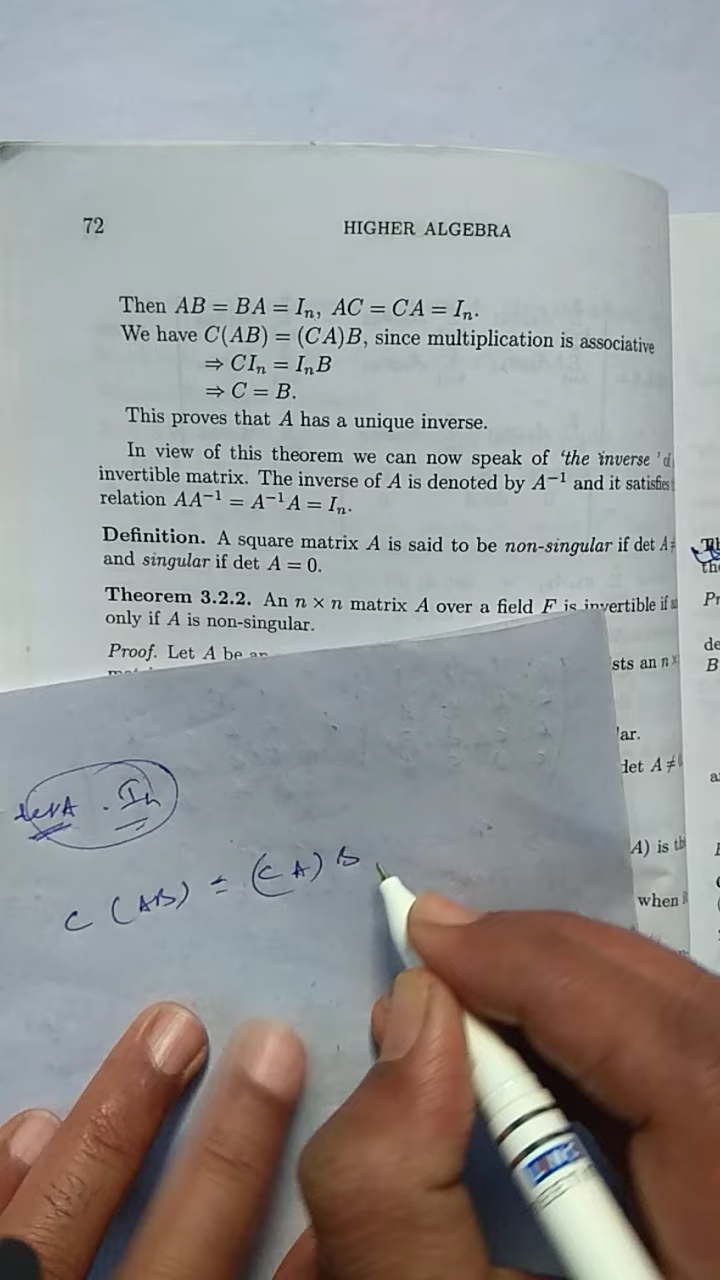 72 HIGHER ALGEBRA
Then AB = BA = Iₙ, AC = CA = Iₙ.
We have C(AB) = (CA)B, since multiplication is associative
⇒ CIₙ = IₙB
⇒ C = B.
This proves that A has a unique inverse.
In view of this theorem we can now speak of 'the inverse '
invertible matrix. The inverse of A is denoted by A⁻¹ and it satisfies
relation AA⁻¹ = A⁻¹A = Iₙ.
Definition. A square matrix A is said to be non-singular if det A
and singular if det A = 0.
Theorem 3.2.2. An n × n matrix A over a field F is invertible if
only if A is non-singular.
Proof. Let A be an
sts an n
lar.
det A ≠
A) is
when
det A . Iₙ
C (AB) = (CA) B